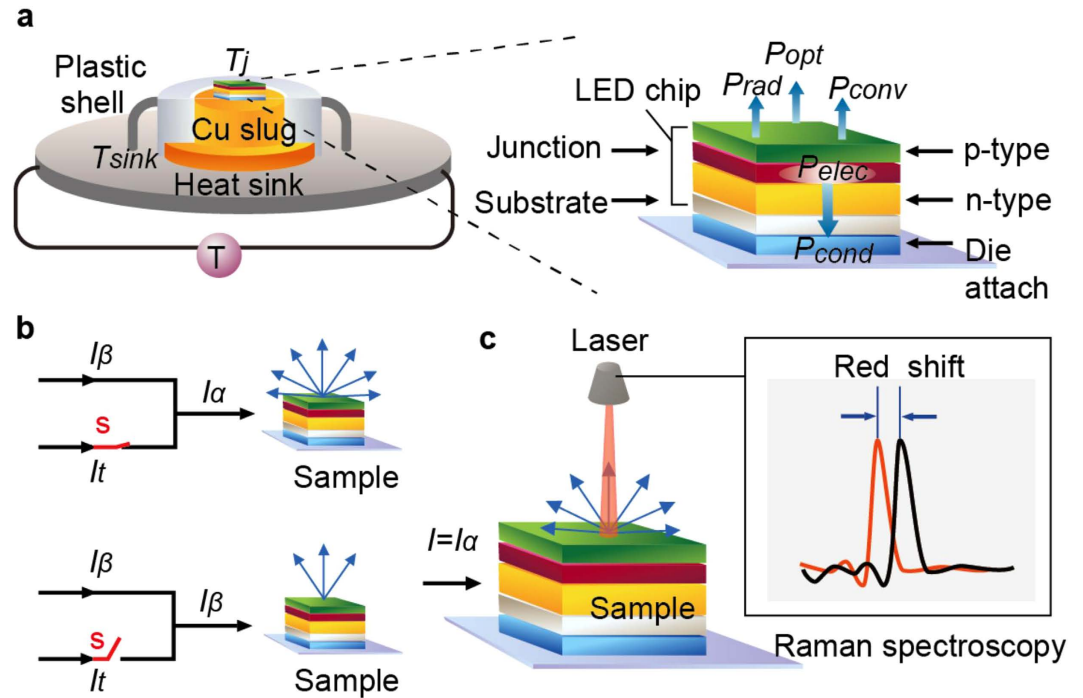 a
Plastic
shell
Tj
Cu slug
Tsink
Heat sink
T
LED chip
Junction
Substrate
Prad
Popt
Pconv
Pelec
Pcond
p-type
n-type
Die
attach
b
Iβ
Iα
S
It
Sample
Iβ
Iβ
S
It
Sample
c
Laser
I=Iα
Sample
Red shift
Raman spectroscopy